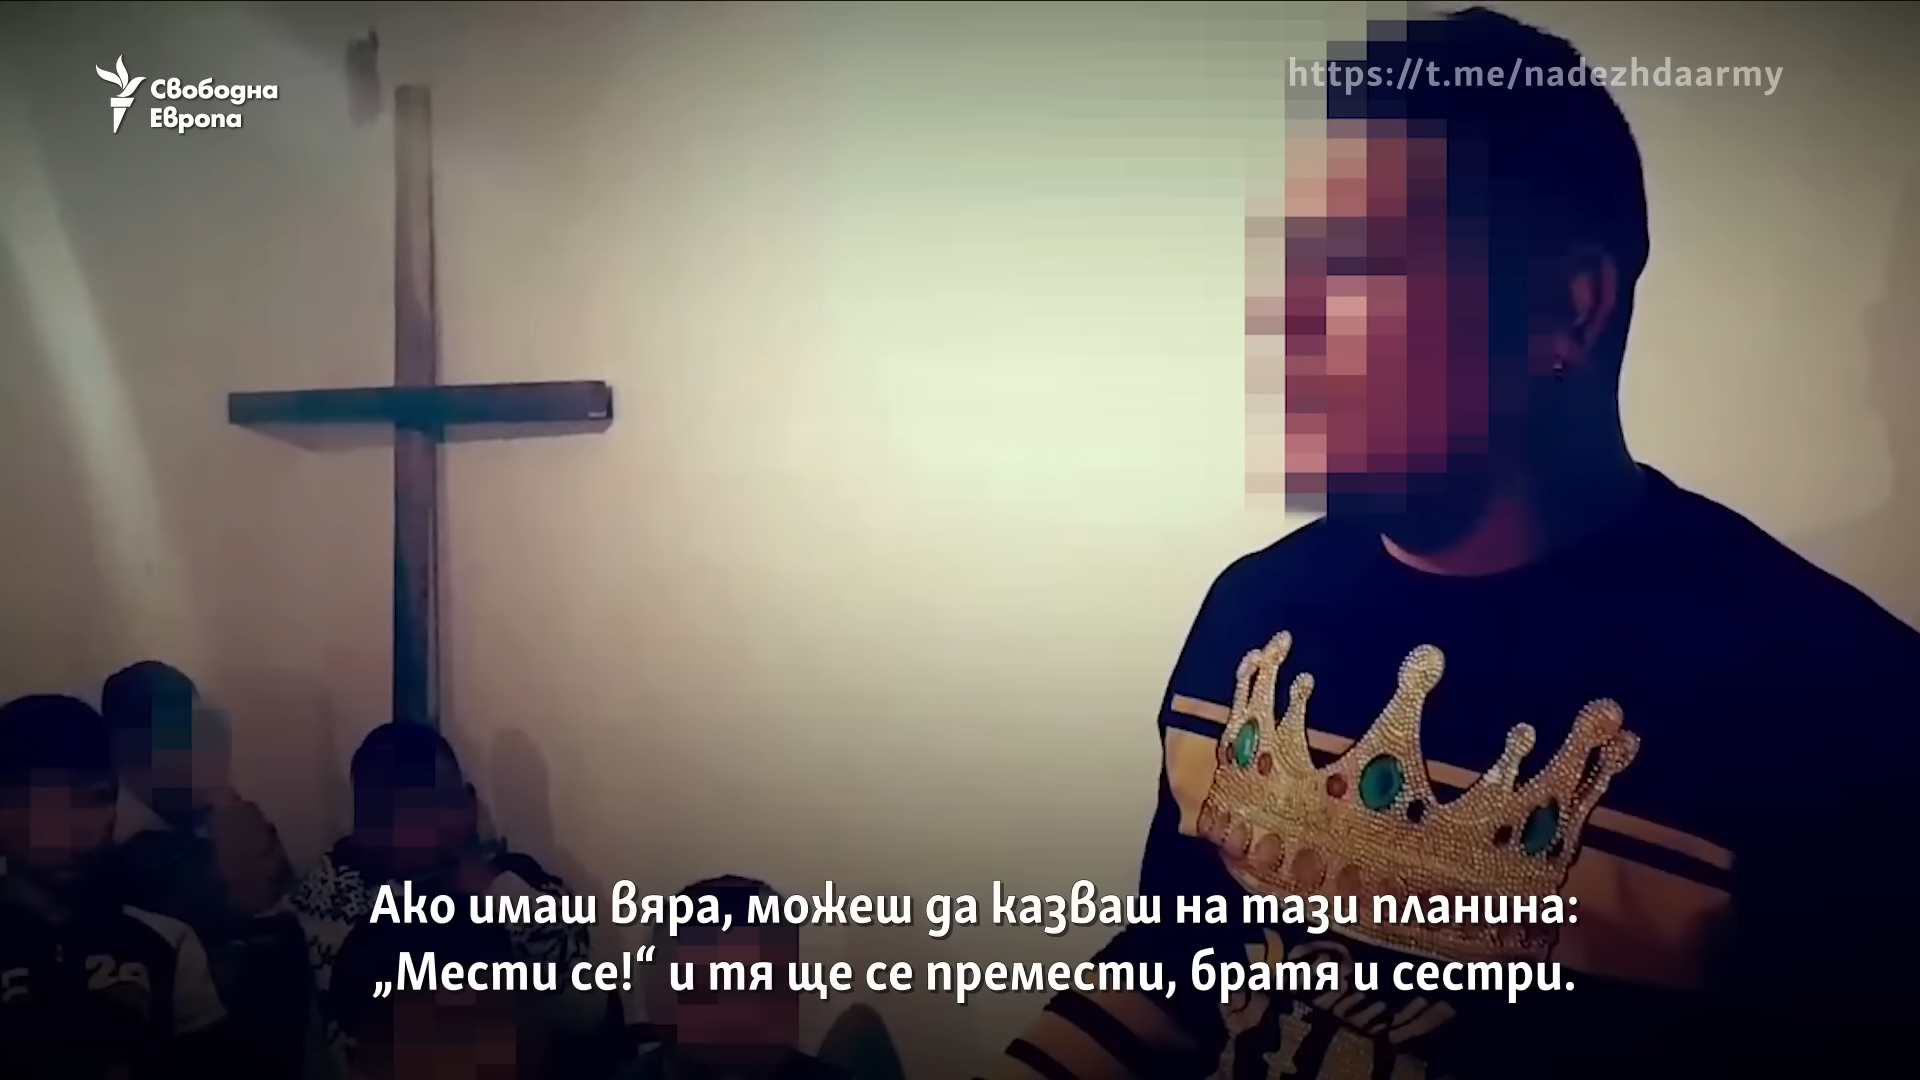 Свободна
Европа
https://t.me/nadezhdaarmy
29
Ако имаш вяра, можеш да казваш на тази планина:
„Мести се!“ и тя ще се премести, братя и сестри.